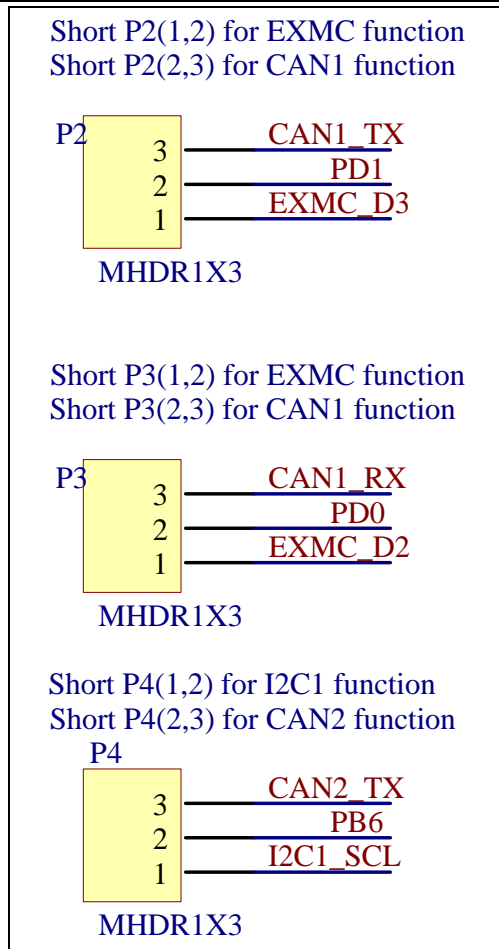 Short P2(1,2) for EXMC function
Short P2(2,3) for CAN1 function
P2
3 CAN1_TX
2 PD1
1 EXMC_D3
MHDR1X3
Short P3(1,2) for EXMC function
Short P3(2,3) for CAN1 function
P3
3 CAN1_RX
2 PD0
1 EXMC_D2
MHDR1X3
Short P4(1,2) for I2C1 function
Short P4(2,3) for CAN2 function
P4
3 CAN2_TX
2 PB6
1 I2C1_SCL
MHDR1X3